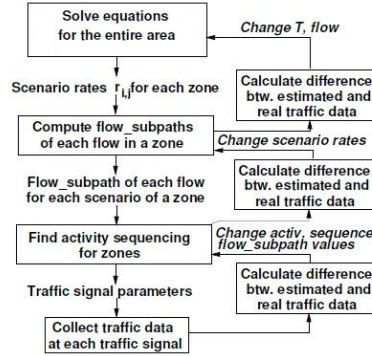 Solve equations
for the entire area
Change T, flow
Scenario rates r i,j for each zone
Calculate difference
btw. estimated and
real traffic data
Compute flow_subpaths
of each flow in a zone
Change scenario rates
Flow_subpath of each flow
for each scenario of a zone
Calculate difference
btw. estimated and
real traffic data
Find activity sequencing
for zones
Change activ. sequence
flow_subpath values
Traffic signal parameters
Calculate difference
btw. estimated and
real traffic data
Collect traffic data
at each traffic signal